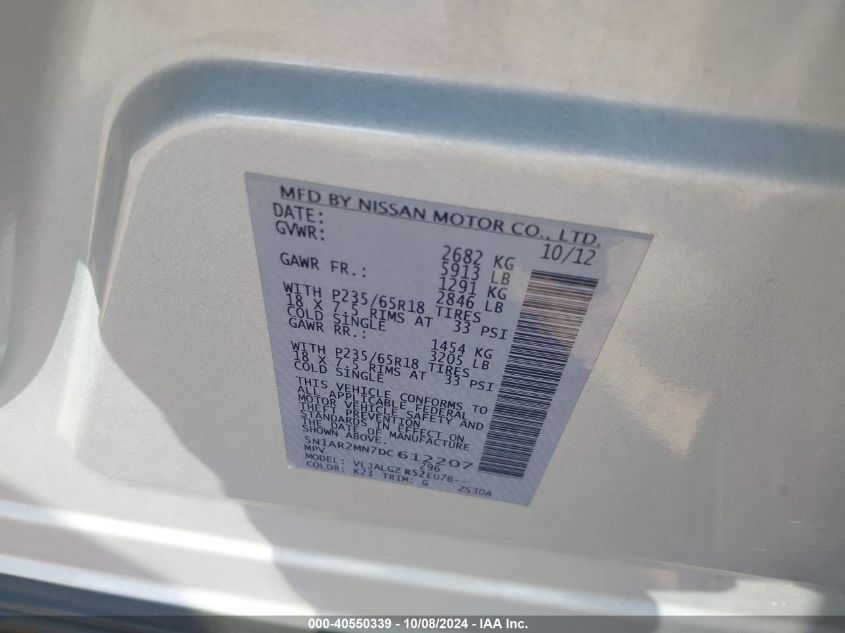 MFD BY NISSAN MOTOR CO., LTD.
DATE: 10/12
GVWR: 2682 KG
5913 LB
GAWR FR.: 1291 KG
2846 LB
WITH P235/65R18 TIRES
18 X 7.5 RIMS AT 33 PSI
COLD SINGLE
GAWR RR.: 1454 KG
3205 LB
WITH P235/65R18 TIRES
18 X 7.5 RIMS AT 33 PSI
COLD SINGLE
THIS VEHICLE CONFORMS TO
ALL APPLICABLE FEDERAL
MOTOR VEHICLE SAFETY AND
THEFT PREVENTION
STANDARDS IN EFFECT ON
THE DATE OF MANUFACTURE
SHOWN ABOVE.
5N1AR2MN7DC612207
MPV 296
MODEL: VLJALGZ R52EU7B--
COLOR: K23 TRIM: G ZS30A
000-40550339 - 10/08/2024 - IAA Inc.